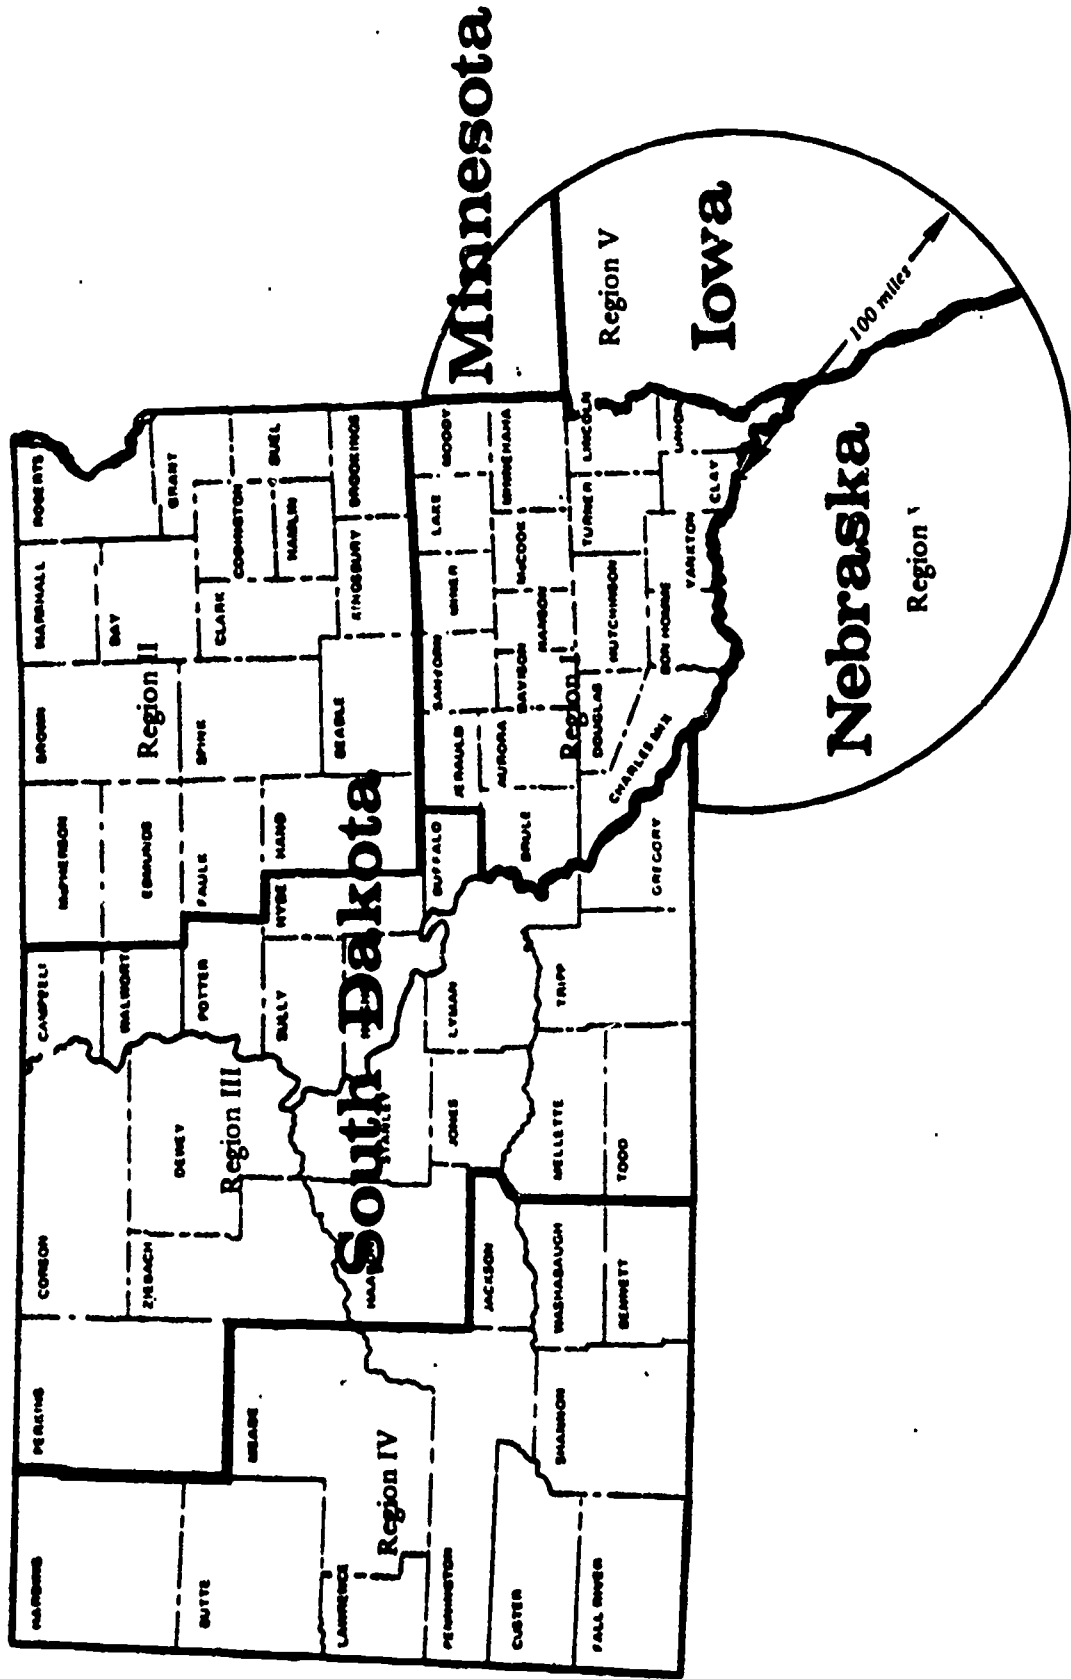 South Dakota
Minnesota
Iowa
Nebraska
Region I
Region II
Region III
Region IV
Region V
Region V
100 miles
HARDING
PERKINS
CORSON
CAMPBELL
McPHERSON
BROWN
MARSHALL
ROBERTS
BUTTE
ZIEBACH
DEWEY
WALWORTH
EDMUNDS
DAY
GRANT
MEADE
POTTER
FAULK
SPINK
CLARK
CODINGTON
HAMLIN
DUEL
LAWRENCE
HAAKON
STANLEY
SULLY
HYDE
HAND
BEADLE
KINGSBURY
BROOKINGS
PENNINGTON
JACKSON
JONES
LYMAN
BUFFALO
JERAULD
SANBORN
MINER
LAKE
MOODY
CUSTER
BRULE
AURORA
DAVISON
HANSON
McCOOK
MINNEHAHA
FALL RIVER
SHANNON
WASHABAUGH
BENNETT
MELLETTE
TODD
TRIPP
GREGORY
CHARLES MIX
DOUGLAS
HUTCHINSON
TURNER
LINCOLN
BON HOMME
YANKTON
CLAY
UNION